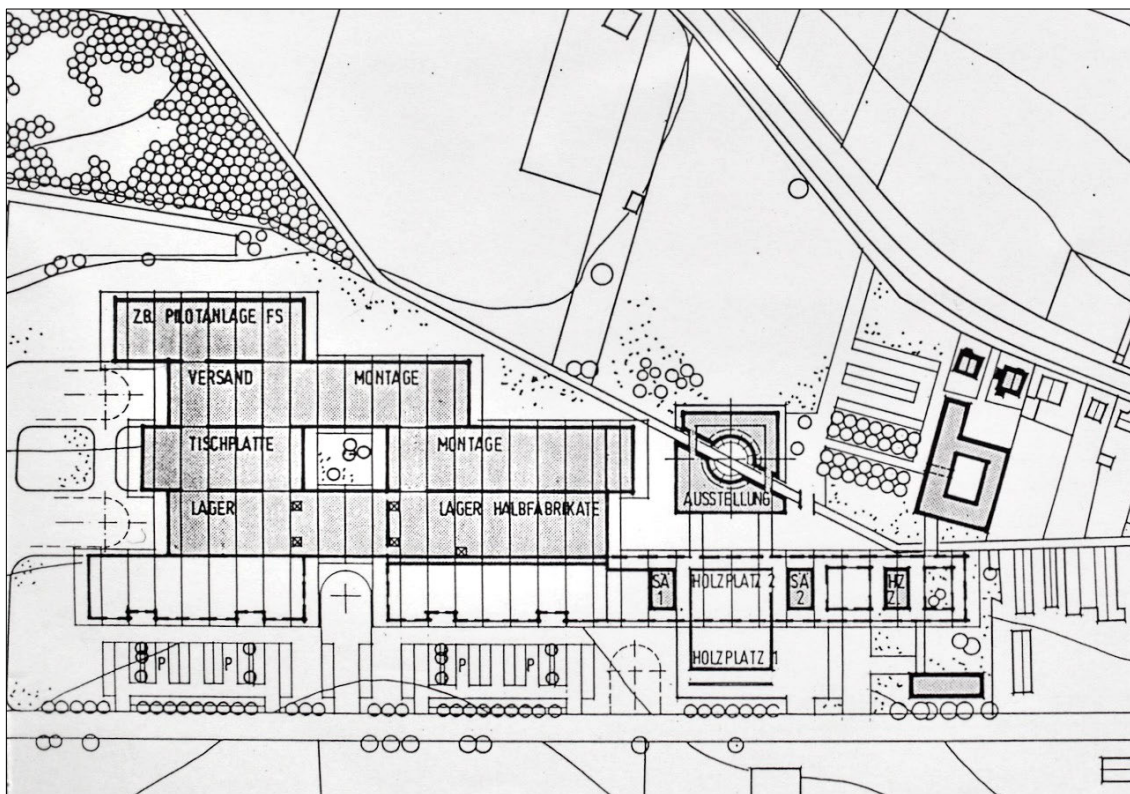 Z.B. PILOTANLAGE FS
VERSAND MONTAGE
TISCHPLATTE MONTAGE
LAGER LAGER HALBFABRIKATE
AUSSTELLUNG
SÄ 1
HOLZPLATZ 2
SÄ 2
HZ Z
HOLZPLATZ 1
P P P P